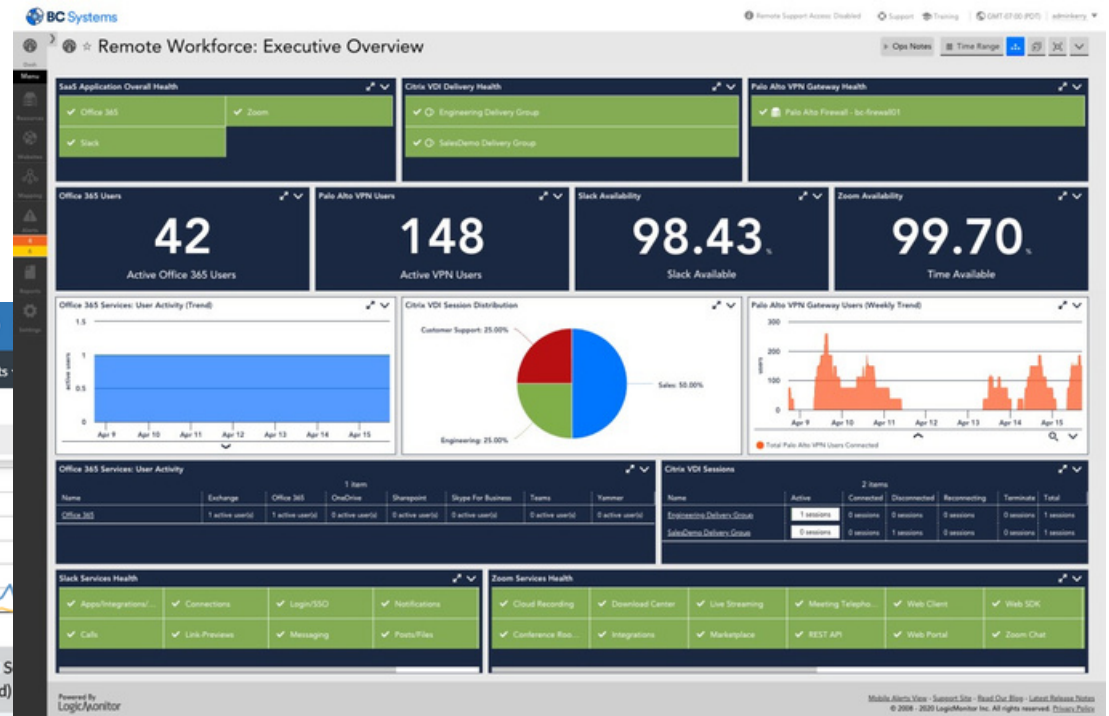 BC Systems
Remote Support Access Disabled Support Training GMT-07:00 (PDT) adminkerry
Dash
Remote Workforce: Executive Overview
Ops Notes Time Range
Menu
Resources
Websites
Mapping
Alerts
Reports
Settings
SaaS Application Overall Health
Office 365 Zoom
Slack
Citrix VDI Delivery Health
Engineering Delivery Group
SalesDemo Delivery Group
Palo Alto VPN Gateway Health
Palo Alto Firewall - bc-firewall01
Office 365 Users
42
Active Office 365 Users
Palo Alto VPN Users
148
Active VPN Users
Slack Availability
98.43 %
Slack Available
Zoom Availability
99.70 %
Time Available
Office 365 Services: User Activity (Trend)
1.5
1
0.5
0
active users
Apr 9 Apr 10 Apr 11 Apr 12 Apr 13 Apr 14 Apr 15
Citrix VDI Session Distribution
Customer Support: 25.00%
Sales: 50.00%
Engineering: 25.00%
Palo Alto VPN Gateway Users (Weekly Trend)
300
200
100
0
users
Apr 9 Apr 10 Apr 11 Apr 12 Apr 13 Apr 14 Apr 15
Total Palo Alto VPN Users Connected
Office 365 Services: User Activity
1 item
Name Exchange Office 365 OneDrive Sharepoint Skype For Business Teams Yammer
Office 365 1 active user(s) 1 active user(s) 0 active user(s) 0 active user(s) 0 active user(s) 0 active user(s) 0 active user(s)
Citrix VDI Sessions
2 items
Name Active Connected Disconnected Reconnecting Terminate Total
Engineering Delivery Group 1 sessions 0 sessions 0 sessions 0 sessions 0 sessions 1 sessions
SalesDemo Delivery Group 0 sessions 0 sessions 1 sessions 0 sessions 0 sessions 1 sessions
Slack Services Health
Apps/Integrations/... Connections Login/SSO Notifications
Calls Link-Previews Messaging Posts/Files
Zoom Services Health
Cloud Recording Download Center Live Streaming Meeting Telepho... Web Client Web SDK
Conference Roo... Integrations Marketplace REST API Web Portal Zoom Chat
Powered By
LogicMonitor
Mobile Alerts View - Support Site - Read Our Blog - Latest Release Notes
© 2008 - 2020 LogicMonitor Inc. All rights reserved. Privacy Policy
ts
S
d)